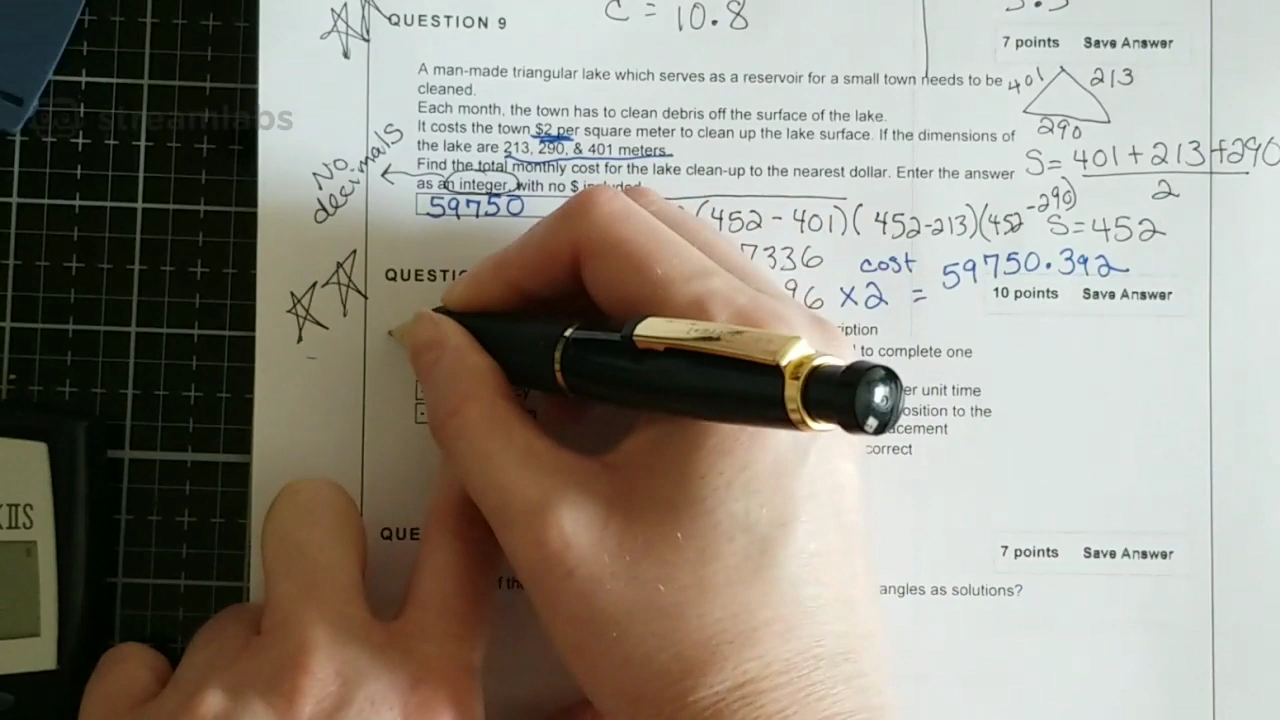 C = 10.8
QUESTION 9
7 points Save Answer
A man-made triangular lake which serves as a reservoir for a small town needs to be
cleaned.
Each month, the town has to clean debris off the surface of the lake.
It costs the town $2 per square meter to clean up the lake surface. If the dimensions of
the lake are 213, 290, & 401 meters.
Find the total monthly cost for the lake clean-up to the nearest dollar. Enter the answer
as an integer, with no $ included
59750
No
decimals
401 213
290
S = 401 + 213 + 290
2
S = 452
(452 - 401)( 452 - 213)(452 - 290)
7336
96 × 2 = 59750.392
cost
streamlabs
QUESTIO
10 points Save Answer
to complete one
er unit time
osition to the
correct
QUE
7 points Save Answer
f th
angles as solutions?
IIS